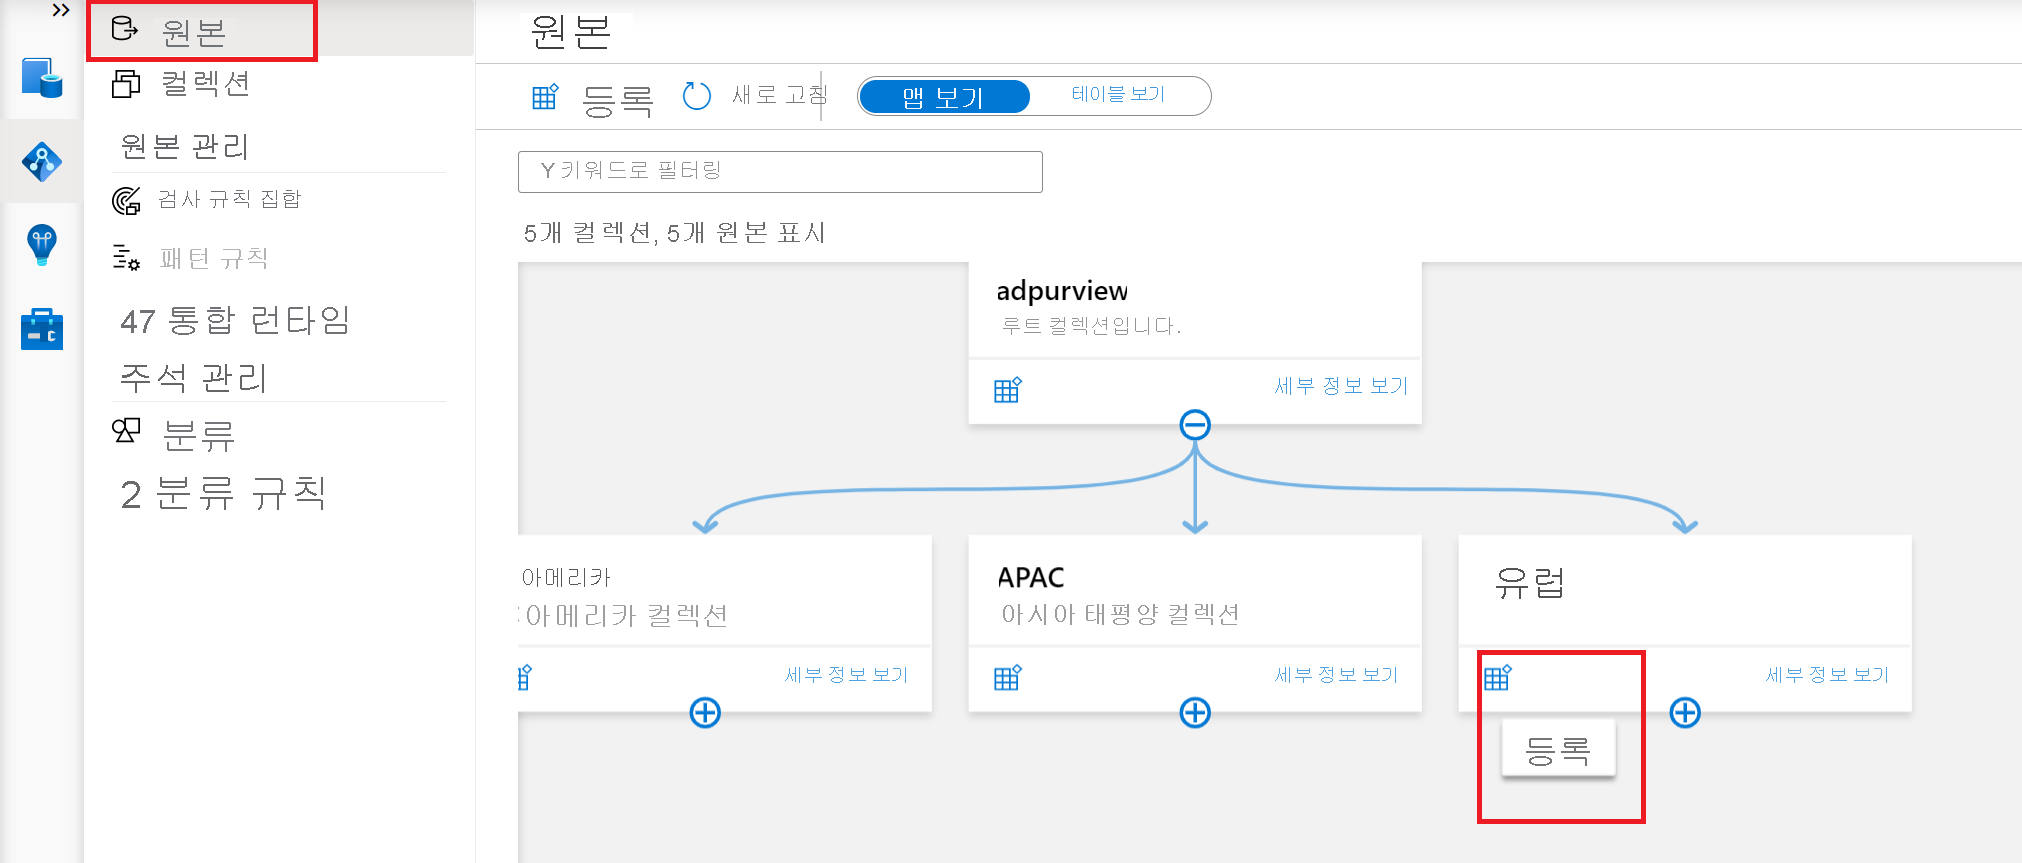 원본
컬렉션
원본 관리
검사 규칙 집합
패턴 규칙
47 통합 런타임
주석 관리
분류
2 분류 규칙
원본
등록 새로 고침 맵 보기 테이블 보기
Y 키워드로 필터링
5개 컬렉션, 5개 원본 표시
adpurview
루트 컬렉션입니다.
세부 정보 보기
아메리카
아메리카 컬렉션
세부 정보 보기
APAC
아시아 태평양 컬렉션
세부 정보 보기
유럽
세부 정보 보기
등록